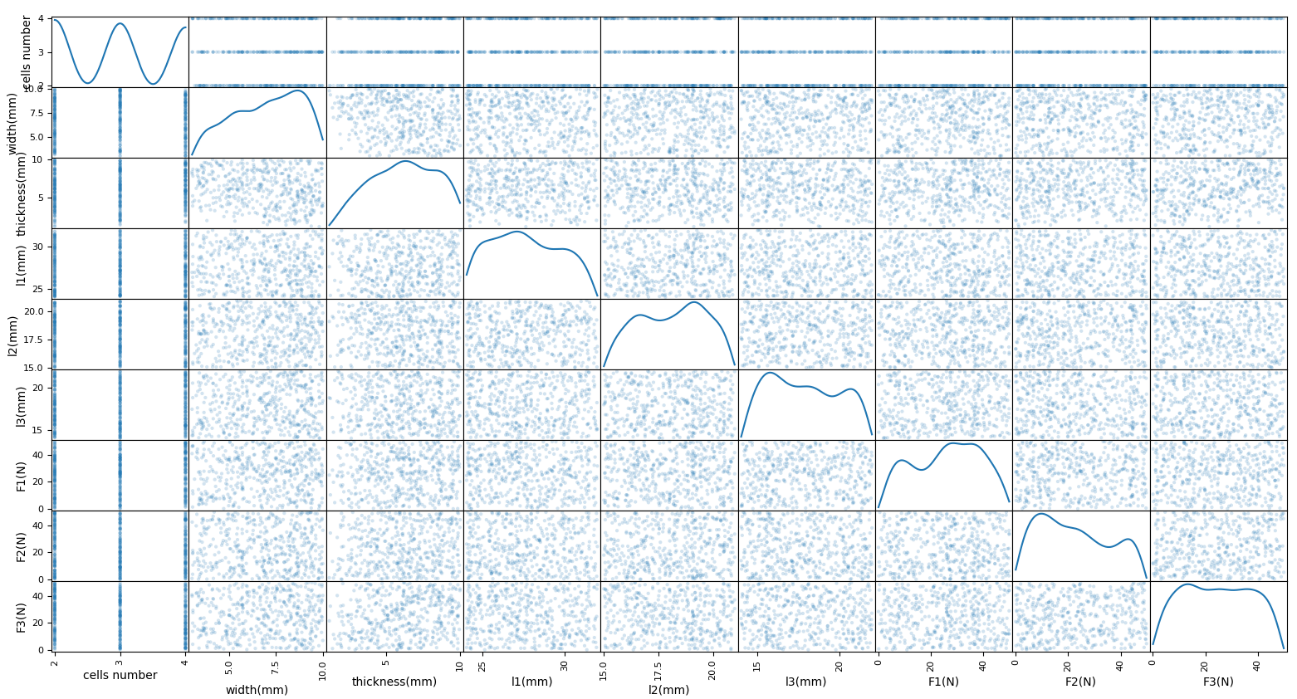 cells number
4
3
2
width(mm)
10.0
7.5
5.0
thickness(mm)
10
5
l1(mm)
30
25
l2(mm)
20.0
17.5
15.0
l3(mm)
20
15
F1(N)
40
20
0
F2(N)
40
20
0
F3(N)
40
20
0
2 3 4 5.0 7.5 10.0 5 10 25 30 15.0 17.5 20.0 15 20 0 20 40 0 20 40 0 20 40
cells number width(mm) thickness(mm) l1(mm) l2(mm) l3(mm) F1(N) F2(N) F3(N)